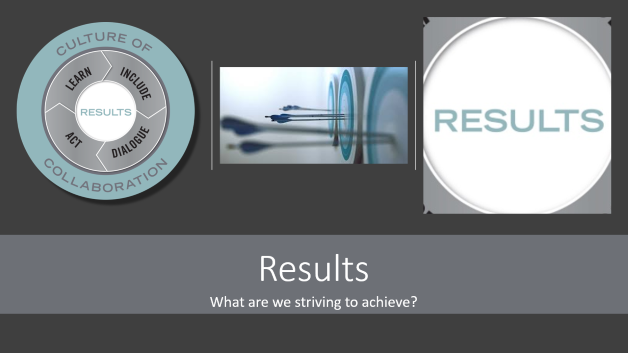 CULTURE OF
LEARN
INCLUDE
RESULTS
ACT
DIALOGUE
COLLABORATION
RESULTS
Results
What are we striving to achieve?